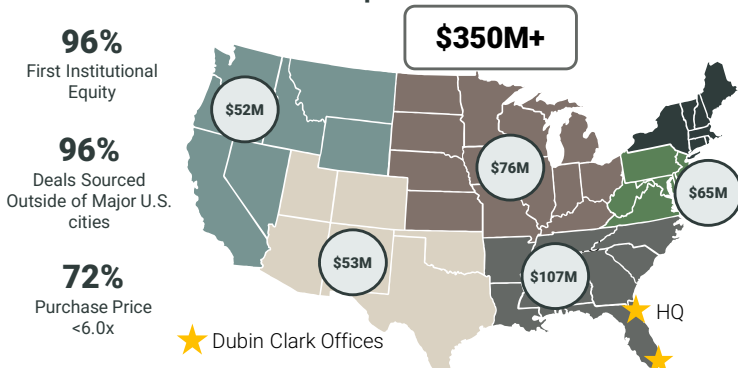 $350M+
96%
First Institutional
Equity
96%
Deals Sourced
Outside of Major U.S.
cities
72%
Purchase Price
<6.0x
$52M
$76M
$65M
$53M
$107M
HQ
Dubin Clark Offices